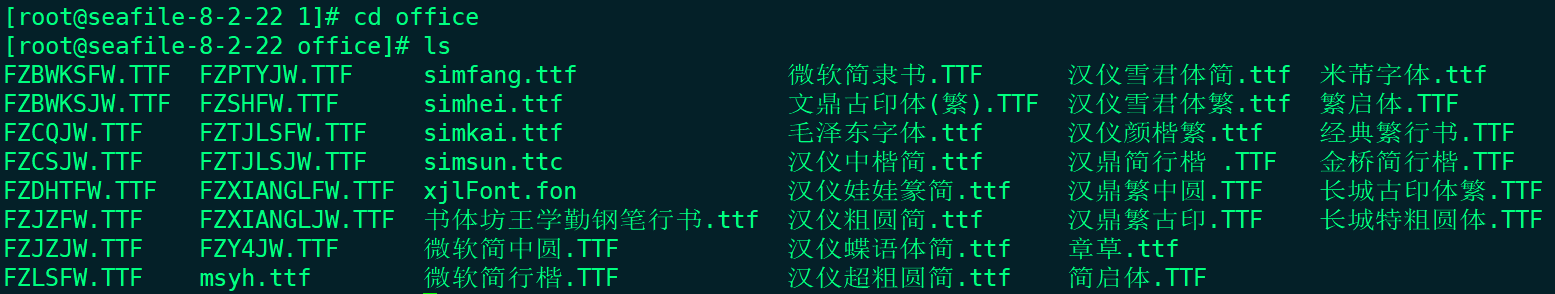 [root@seafile-8-2-22 1]# cd office
[root@seafile-8-2-22 office]# ls
FZBWKSFW.TTF  FZPTYJW.TTF     simfang.ttf               微软简隶书.TTF      汉仪雪君体简.ttf  米芾字体.ttf
FZBWKSJW.TTF  FZSHFW.TTF      simhei.ttf                文鼎古印体(繁).TTF  汉仪雪君体繁.ttf  繁启体.TTF
FZCQJW.TTF    FZTJLSFW.TTF    simkai.ttf                毛泽东字体.ttf      汉仪颜楷繁.ttf    经典繁行书.TTF
FZCSJW.TTF    FZTJLSJW.TTF    simsun.ttc                汉仪中楷简.ttf      汉鼎简行楷 .TTF   金桥简行楷.TTF
FZDHTFW.TTF   FZXIANGLFW.TTF  xjlFont.fon               汉仪娃娃篆简.ttf    汉鼎繁中圆.TTF    长城古印体繁.TTF
FZJZFW.TTF    FZXIANGLJW.TTF  书体坊王学勤钢笔行书.ttf  汉仪粗圆简.ttf      汉鼎繁古印.TTF    长城特粗圆体.TTF
FZJZJW.TTF    FZY4JW.TTF      微软简中圆.TTF            汉仪蝶语体简.ttf    章草.ttf
FZLSFW.TTF    msyh.ttf        微软简行楷.TTF            汉仪超粗圆简.ttf    简启体.TTF